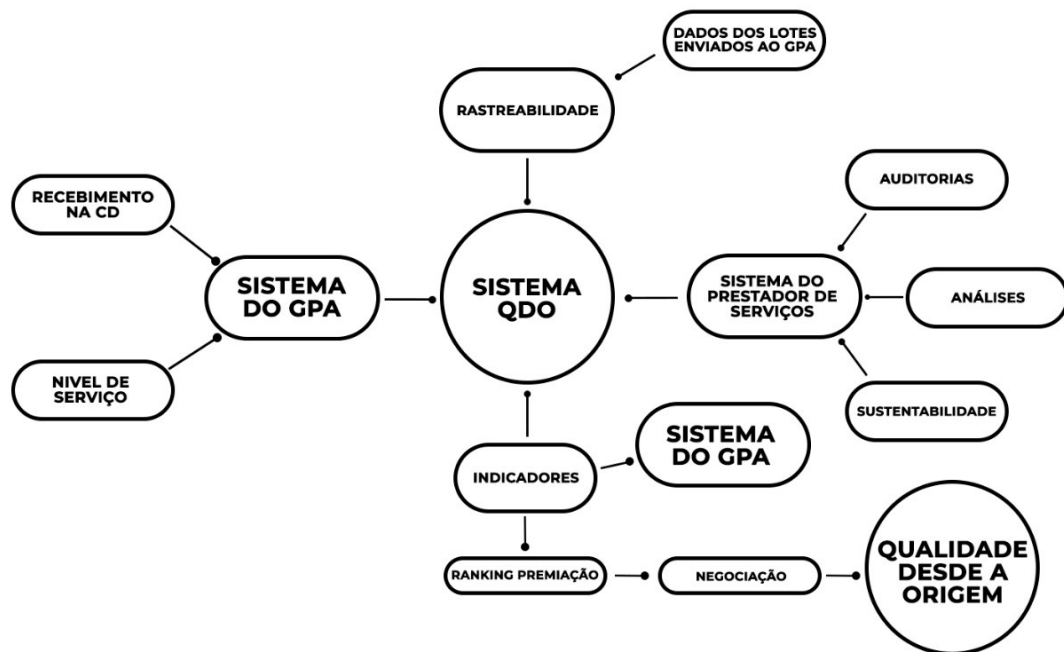 DADOS DOS LOTES
ENVIADOS AO GPA
RASTREABILIDADE
RECEBIMENTO
NA CD
AUDITORIAS
SISTEMA
DO GPA
SISTEMA
QDO
SISTEMA DO
PRESTADOR DE
SERVIÇOS
ANÁLISES
NIVEL DE
SERVIÇO
SUSTENTABILIDADE
SISTEMA
DO GPA
INDICADORES
QUALIDADE
DESDE A
ORIGEM
RANKING PREMIAÇÃO
NEGOCIAÇÃO